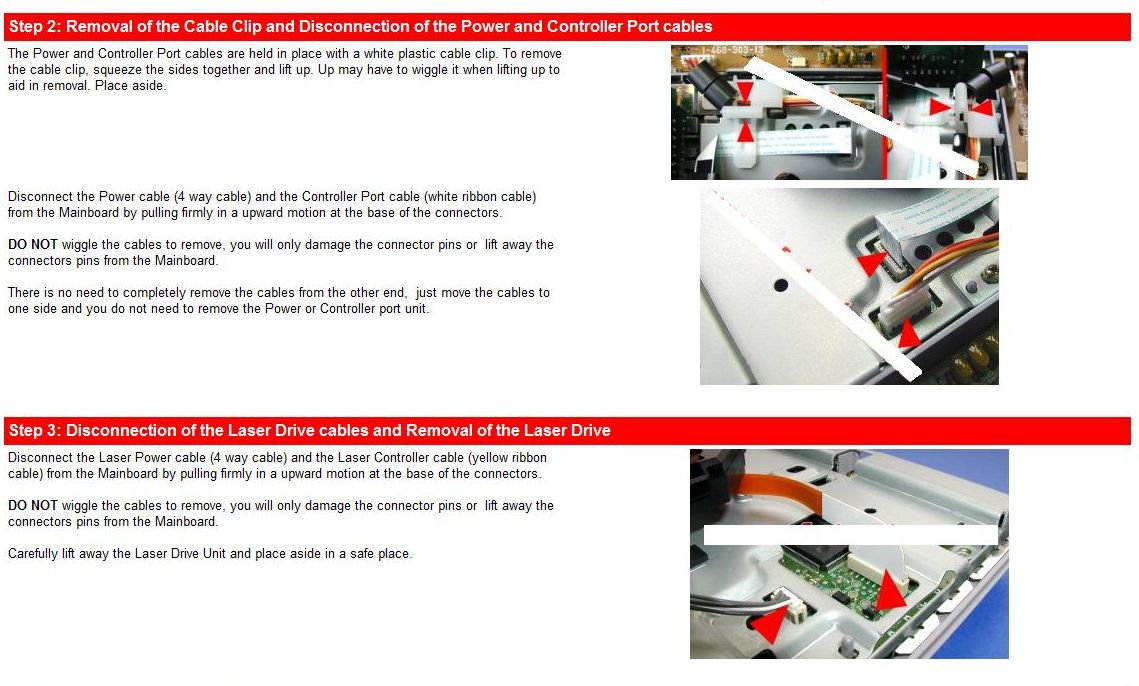 Step 2: Removal of the Cable Clip and Disconnection of the Power and Controller Port cables
The Power and Controller Port cables are held in place with a white plastic cable clip. To remove
the cable clip, squeeze the sides together and lift up. Up may have to wiggle it when lifting up to
aid in removal. Place aside.
1-468-303-13
Disconnect the Power cable (4 way cable) and the Controller Port cable (white ribbon cable)
from the Mainboard by pulling firmly in a upward motion at the base of the connectors.
DO NOT wiggle the cables to remove, you will only damage the connector pins or  lift away the
connectors pins from the Mainboard.
There is no need to completely remove the cables from the other end,  just move the cables to
one side and you do not need to remove the Power or Controller port unit.
Step 3: Disconnection of the Laser Drive cables and Removal of the Laser Drive
Disconnect the Laser Power cable (4 way cable) and the Laser Controller cable (yellow ribbon
cable) from the Mainboard by pulling firmly in a upward motion at the base of the connectors.
DO NOT wiggle the cables to remove, you will only damage the connector pins or  lift away the
connectors pins from the Mainboard.
Carefully lift away the Laser Drive Unit and place aside in a safe place.